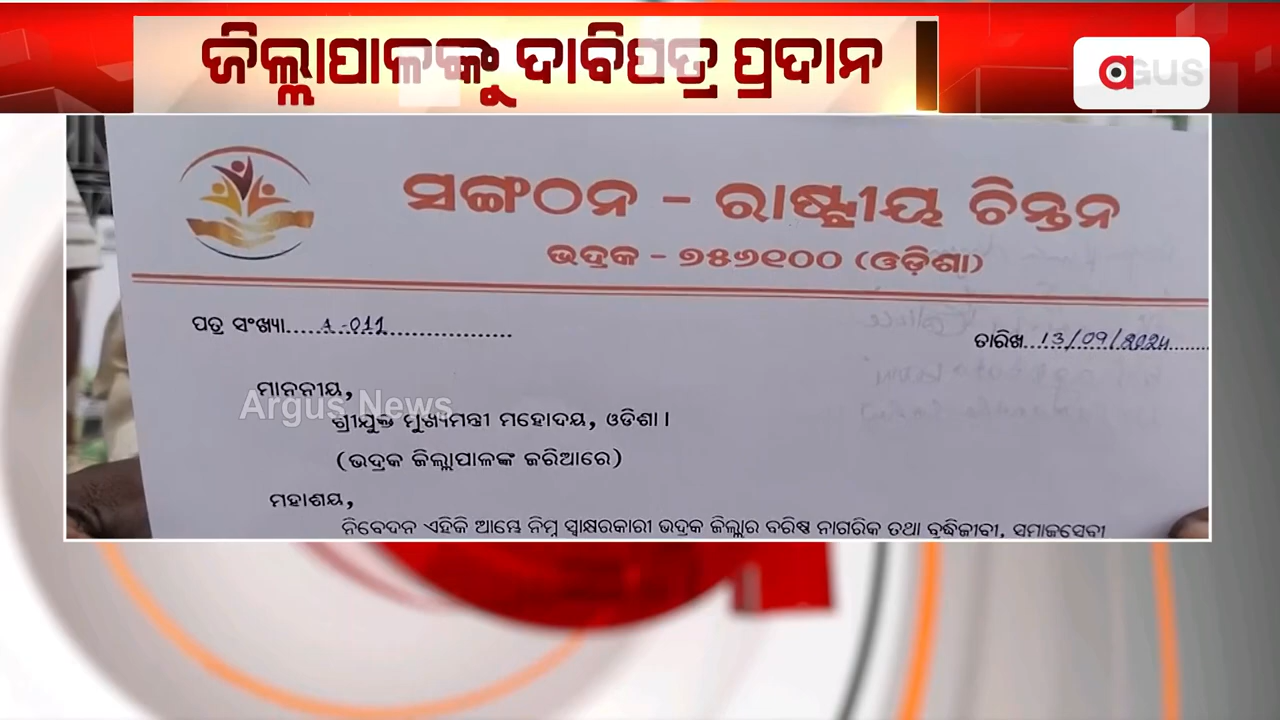 ଜିଲ୍ଲାପାଳଙ୍କୁ ଦାବିପତ୍ର ପ୍ରଦାନ
aGUS
ସଙ୍ଗଠନ - ରାଷ୍ଟ୍ରୀୟ ଚିନ୍ତନ
ଭଦ୍ରକ - ୭୫୬୧୦୦ (ଓଡ଼ିଶା)
ପତ୍ର ସଂଖ୍ୟା....A-011....
ତାରିଖ...13/09/2024....
ମାନନୀୟ,
Argus News
ଶ୍ରୀଯୁକ୍ତ ମୁଖ୍ୟମନ୍ତ୍ରୀ ମହୋଦୟ, ଓଡିଶା।
(ଭଦ୍ରକ ଜିଲ୍ଲାପାଳଙ୍କ ଜରିଆରେ)
ମହାଶୟ,
ନିବେଦନ ଏହିକି ଆମ୍ଭେ ନିମ୍ନ ସ୍ୱାକ୍ଷରକାରୀ ଭଦ୍ରକ ଜିଲ୍ଲାର ବରିଷ୍ଠ ନାଗରିକ ତଥା ବୁଦ୍ଧିଜୀବୀ, ସମାଜସେବୀ